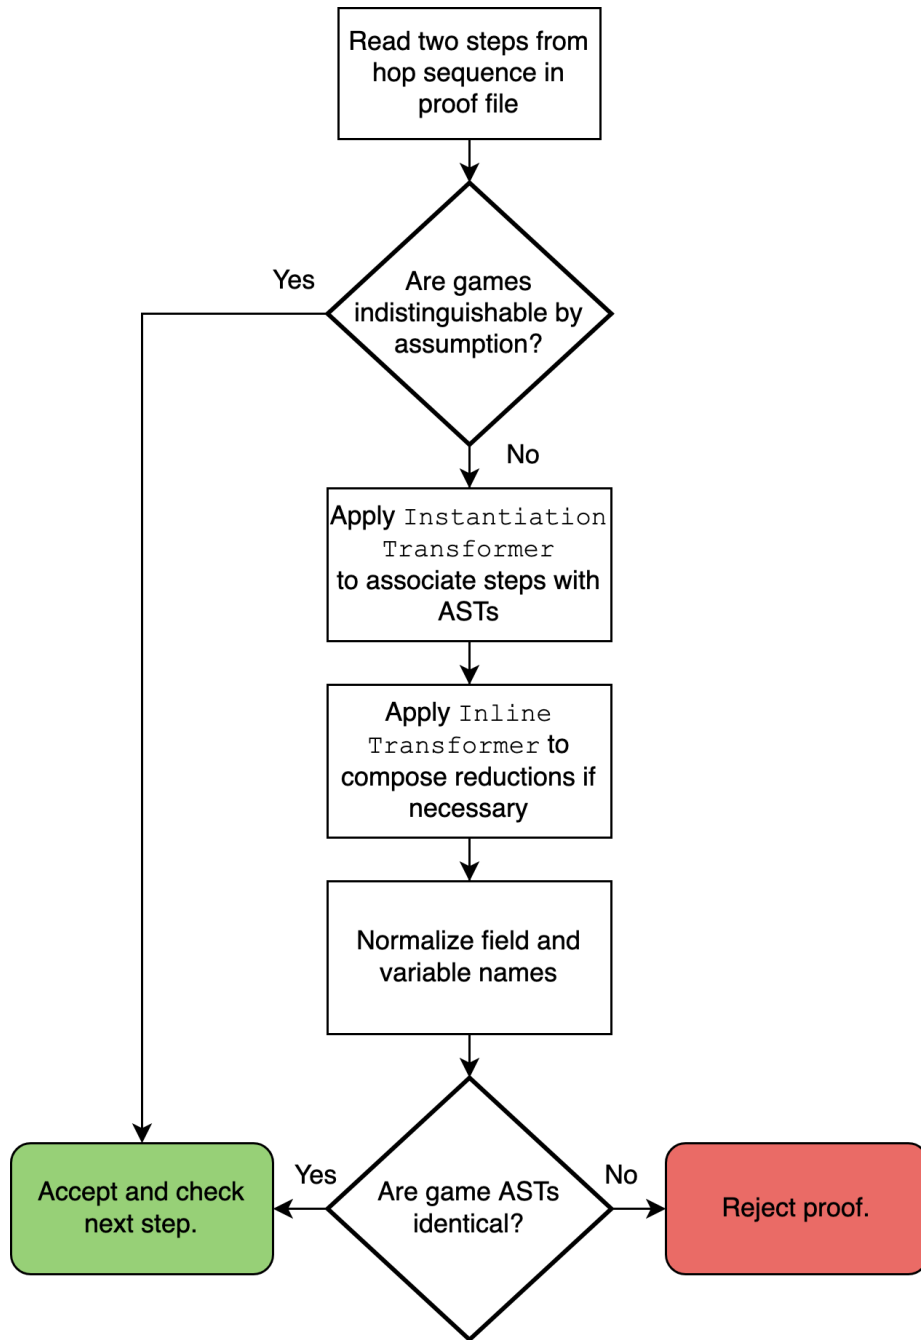 Read two steps from
hop sequence in
proof file
Yes
Are games
indistinguishable by
assumption?
No
Apply Instantiation
Transformer
to associate steps with
ASTs
Apply Inline
Transformer to
compose reductions if
necessary
Normalize field and
variable names
Accept and check
next step.
Yes
Are game ASTs
identical?
No
Reject proof.